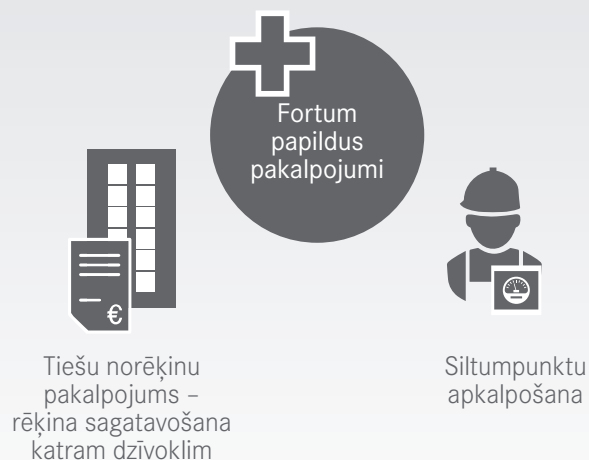 Fortum
papildus
pakalpojumi
€
Tiešu norēķinu
pakalpojums –
rēķina sagatavošana
katram dzīvoklim
Siltumpunktu
apkalpošana